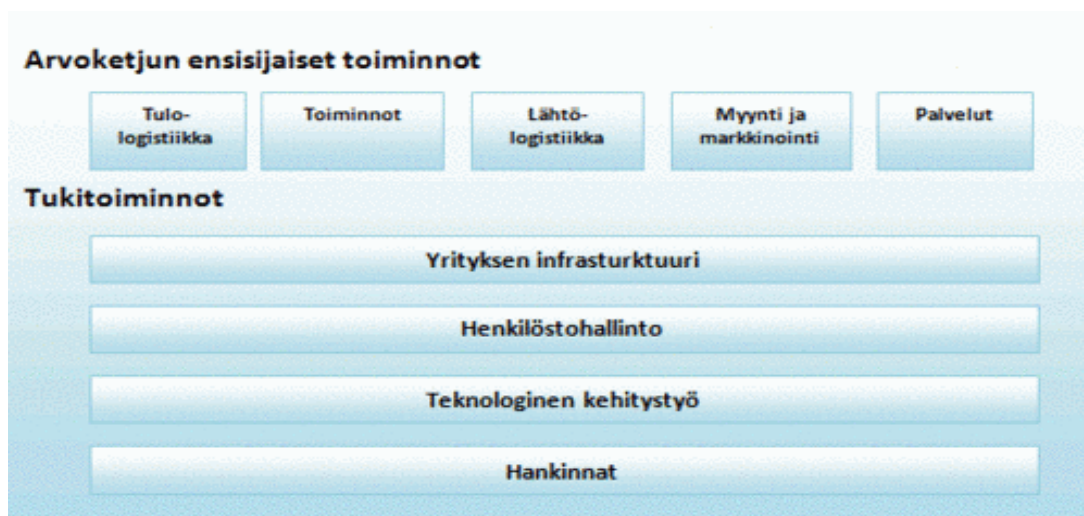 Arvoketjun ensisijaiset toiminnot
Tulo-
logistiikka
Toiminnot
Lähtö-
logistiikka
Myynti ja
markkinointi
Palvelut
Tukitoiminnot
Yrityksen infrasturktuuri
Henkilöstohallinto
Teknologinen kehitystyö
Hankinnat